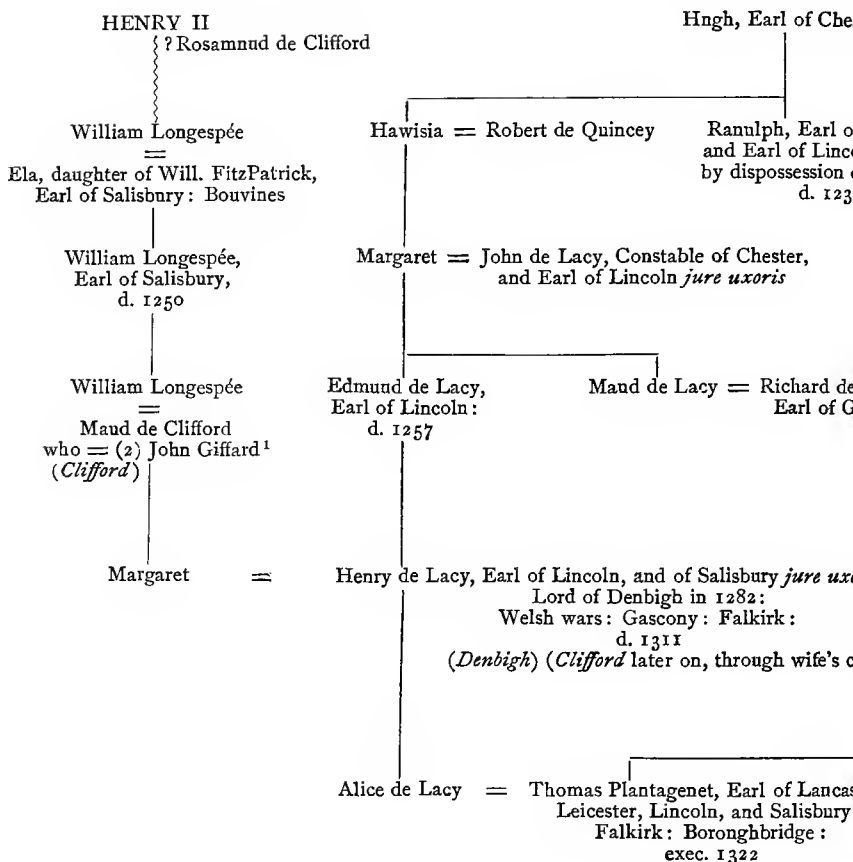 HENRY II
? Rosamnud de Clifford
Hngh, Earl of Che
William Longespée
=
Ela, daughter of Will. FitzPatrick,
Earl of Salisbnry: Bouvines
Hawisia = Robert de Quincey
Ranulph, Earl o
and Earl of Linc
by dispossession
d. 123
William Longespée,
Earl of Salisbury,
d. 1250
Margaret = John de Lacy, Constable of Chester,
and Earl of Lincoln jure uxoris
William Longespée
=
Maud de Clifford
who = (2) John Giffard¹
(Clifford)
Edmund de Lacy,
Earl of Lincoln:
d. 1257
Maud de Lacy = Richard de
Earl of G
Margaret = Henry de Lacy, Earl of Lincoln, and of Salisbury jure uxo
Lord of Denbigh in 1282:
Welsh wars: Gascony: Falkirk:
d. 1311
(Denbigh) (Clifford later on, through wife's c
Alice de Lacy = Thomas Plantagenet, Earl of Lancas
Leicester, Lincoln, and Salisbury
Falkirk: Boronghbridge:
exec. 1322